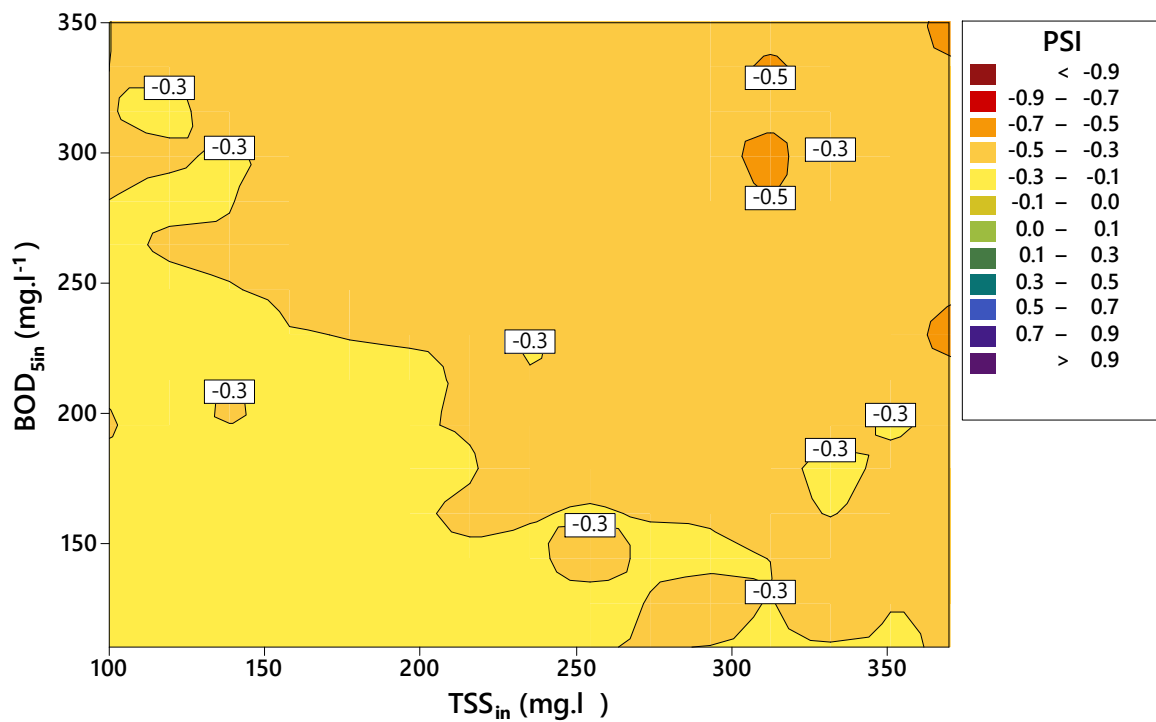 350
300
250
200
150
BOD5in (mg.l-1)
-0.3
-0.3
-0.5
-0.3
-0.5
-0.3
-0.3
-0.3
-0.3
-0.3
-0.3
100 150 200 250 300 350
TSSin (mg.l )
PSI
< -0.9
-0.9 – -0.7
-0.7 – -0.5
-0.5 – -0.3
-0.3 – -0.1
-0.1 – 0.0
0.0 – 0.1
0.1 – 0.3
0.3 – 0.5
0.5 – 0.7
0.7 – 0.9
> 0.9